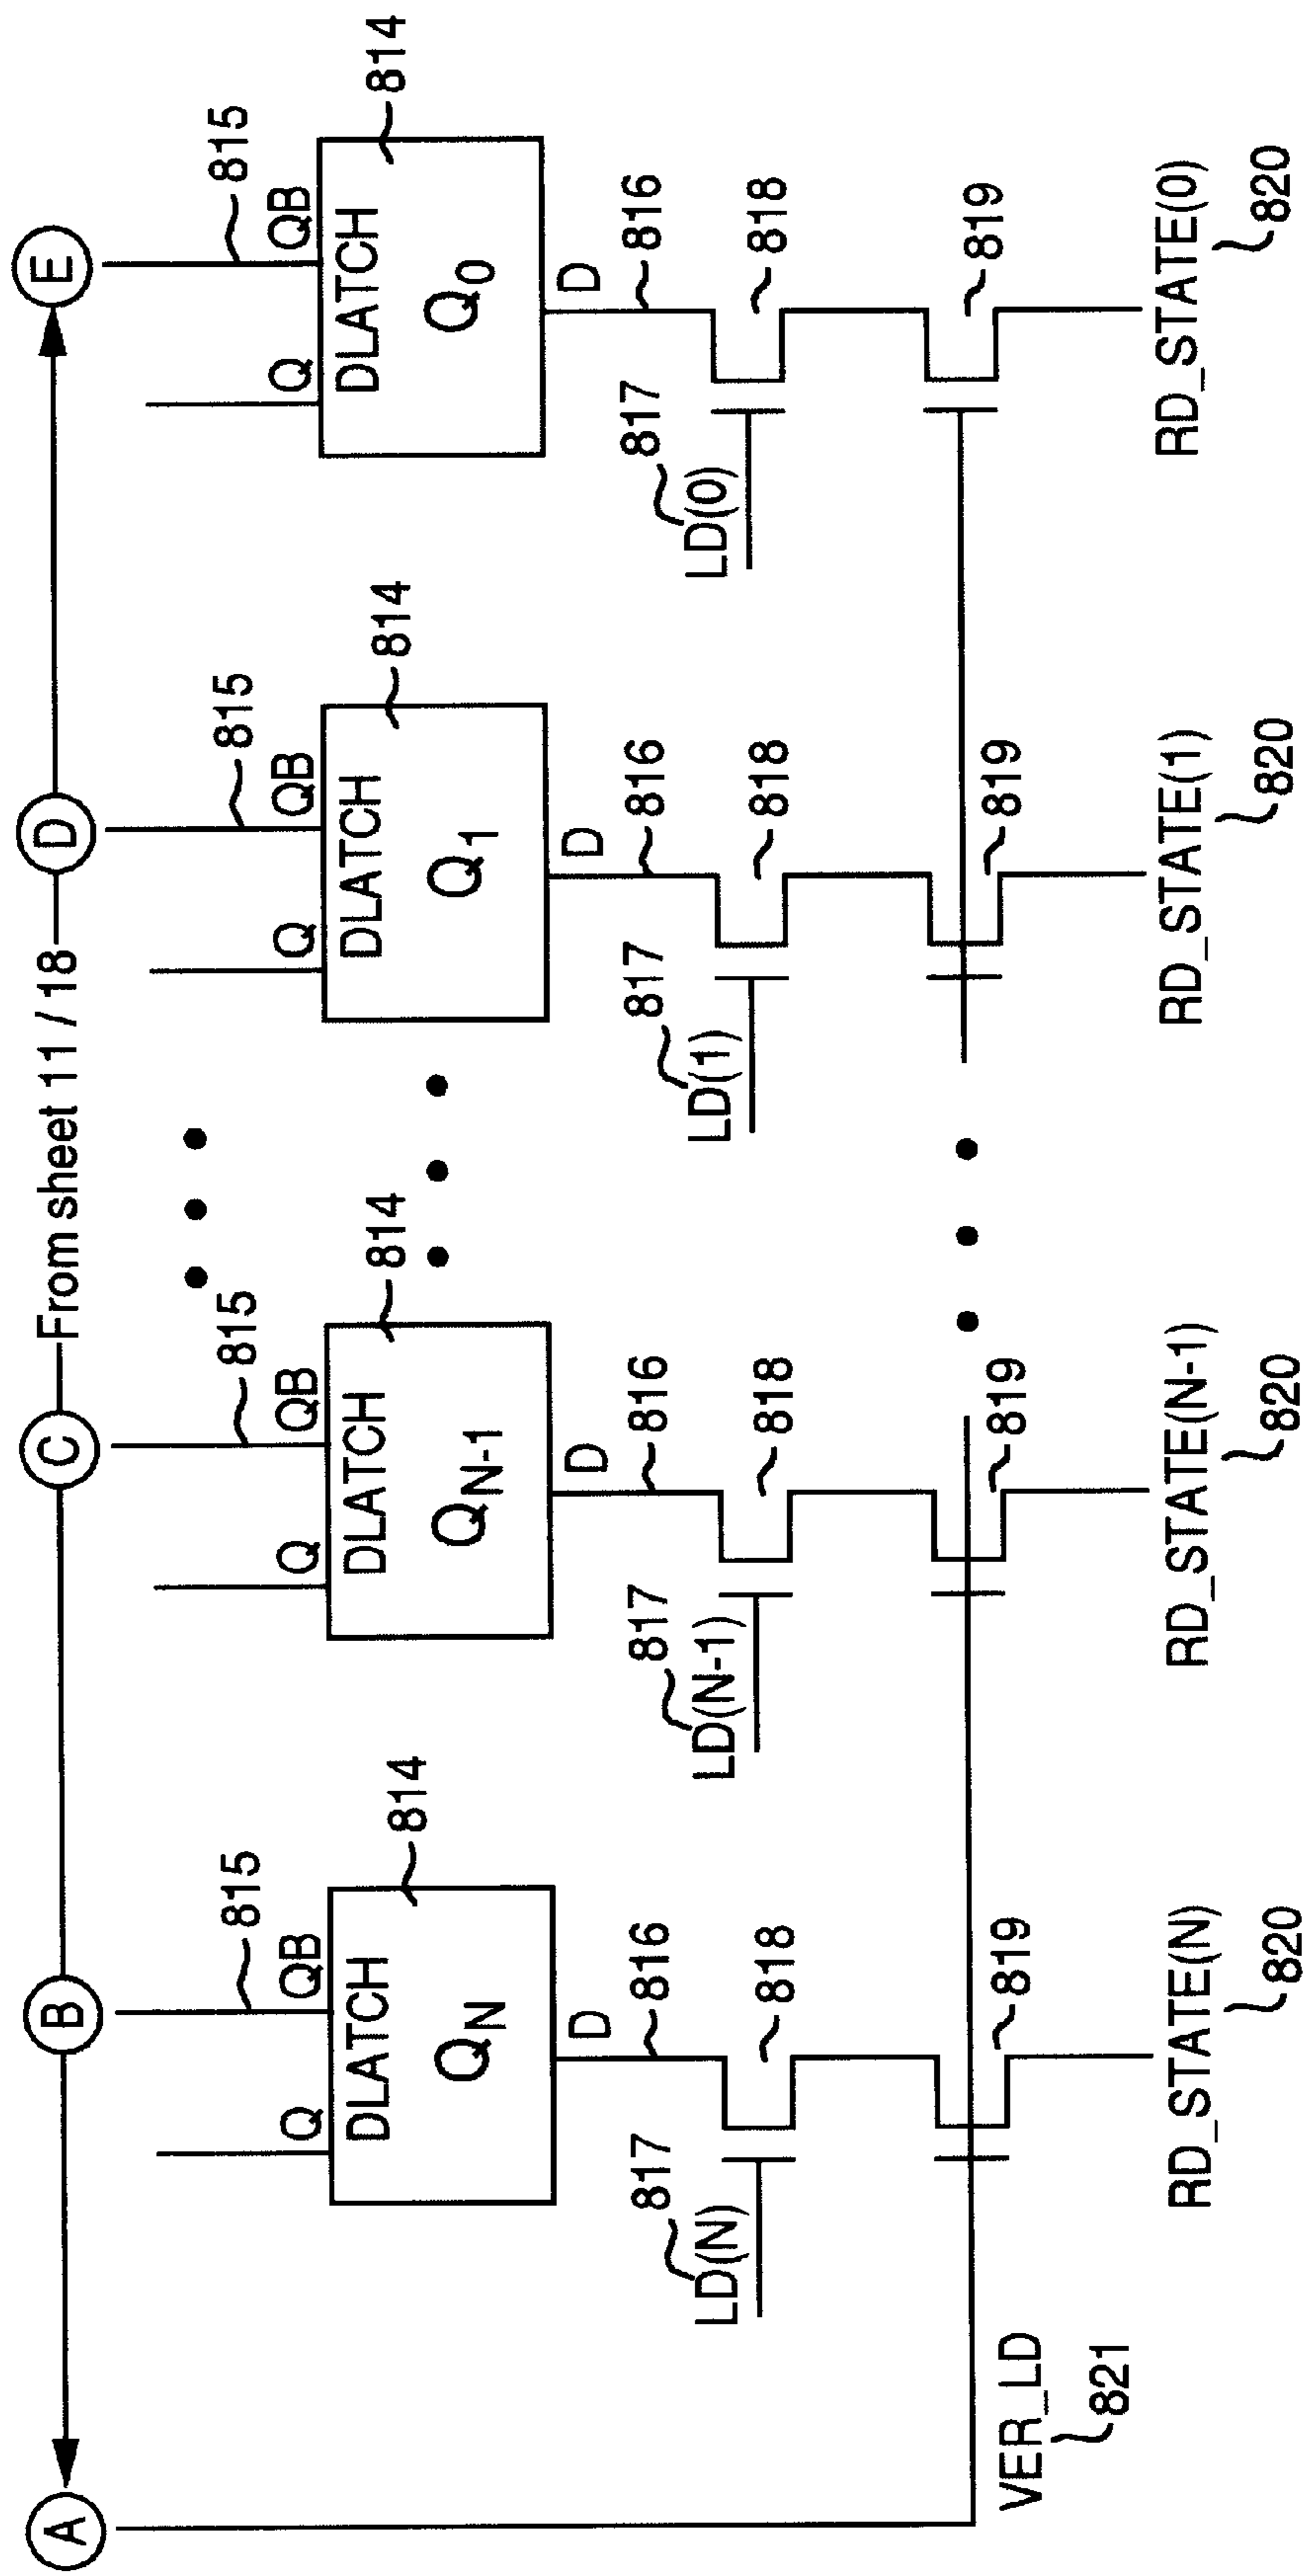 A B C From sheet 11 / 18 D E
815 815 815 815
Q QB 814 Q QB 814 Q QB 814 Q QB 814
DLATCH DLATCH DLATCH DLATCH
QN QN-1 Q1 Q0
D D D D
816 816 816 816
817 817 817 817
LD(N) LD(N-1) LD(1) LD(0)
818 818 818 818
819 819 819 819
VER_LD
821
RD_STATE(N) RD_STATE(N-1) RD_STATE(1) RD_STATE(0)
820 820 820 820